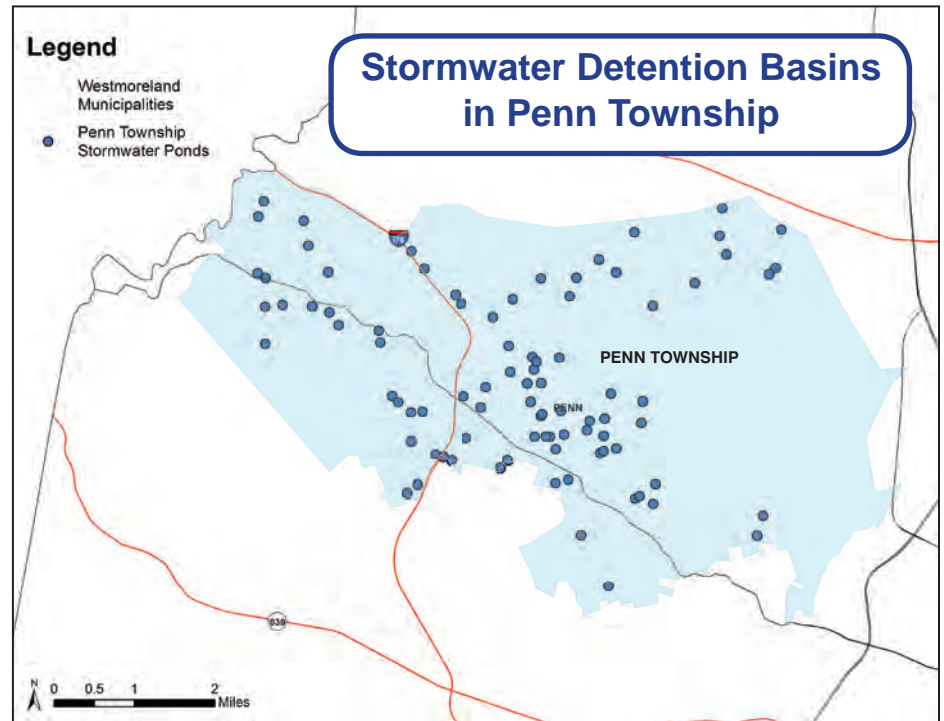 Stormwater Detention Basins
in Penn Township
Legend
Westmoreland
Municipalities
Penn Township
Stormwater Ponds
76
PENN TOWNSHIP
PENN
030
N
0 0.5 1 2
Miles